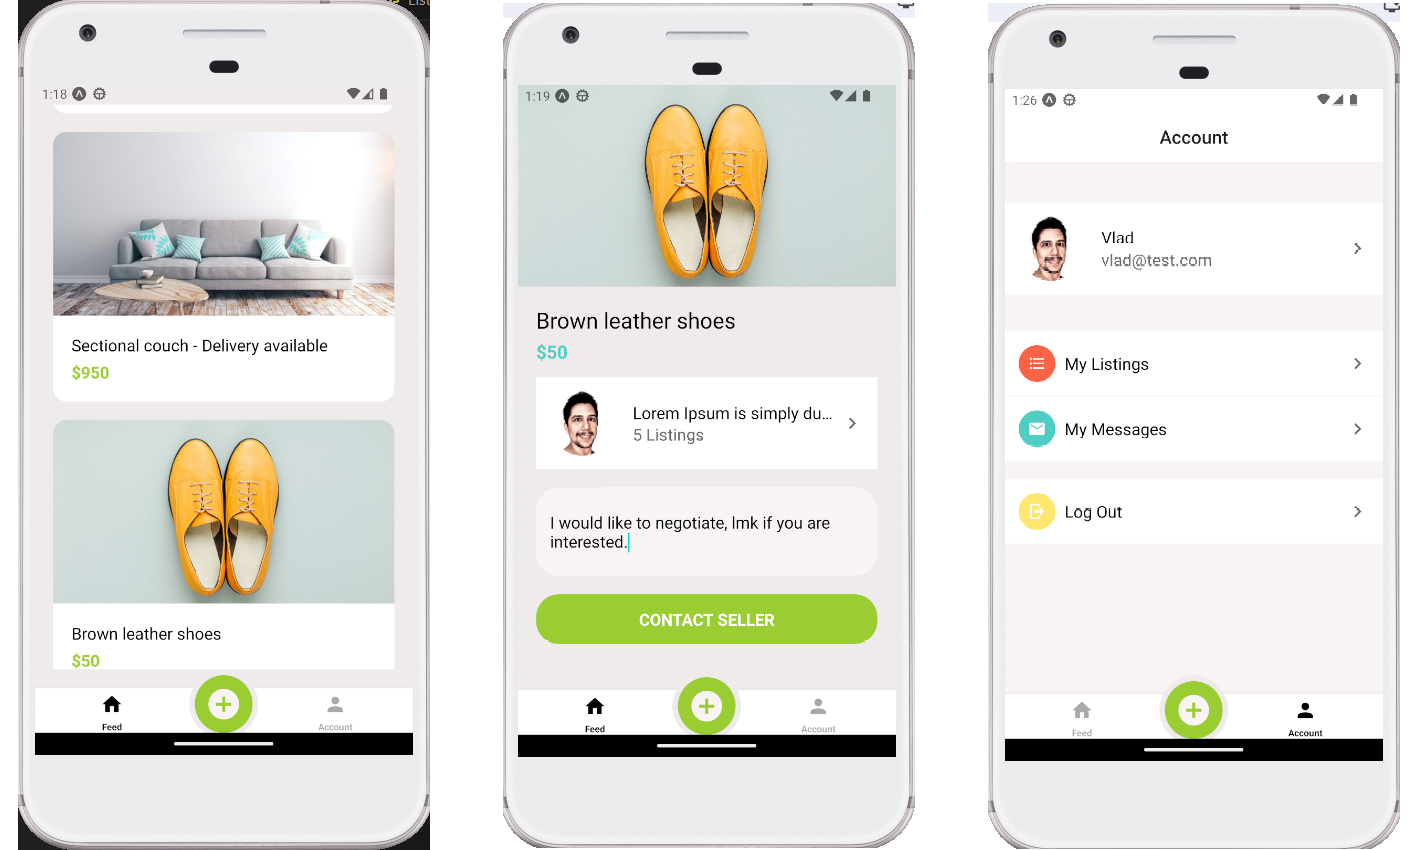 List
1:18
Sectional couch - Delivery available
$950
Brown leather shoes
$50
Feed
Account
1:19
Brown leather shoes
$50
Lorem Ipsum is simply du...
5 Listings
I would like to negotiate, lmk if you are
interested.
CONTACT SELLER
Feed
Account
1:26
Account
Vlad
vlad@test.com
My Listings
My Messages
Log Out
Feed
Account